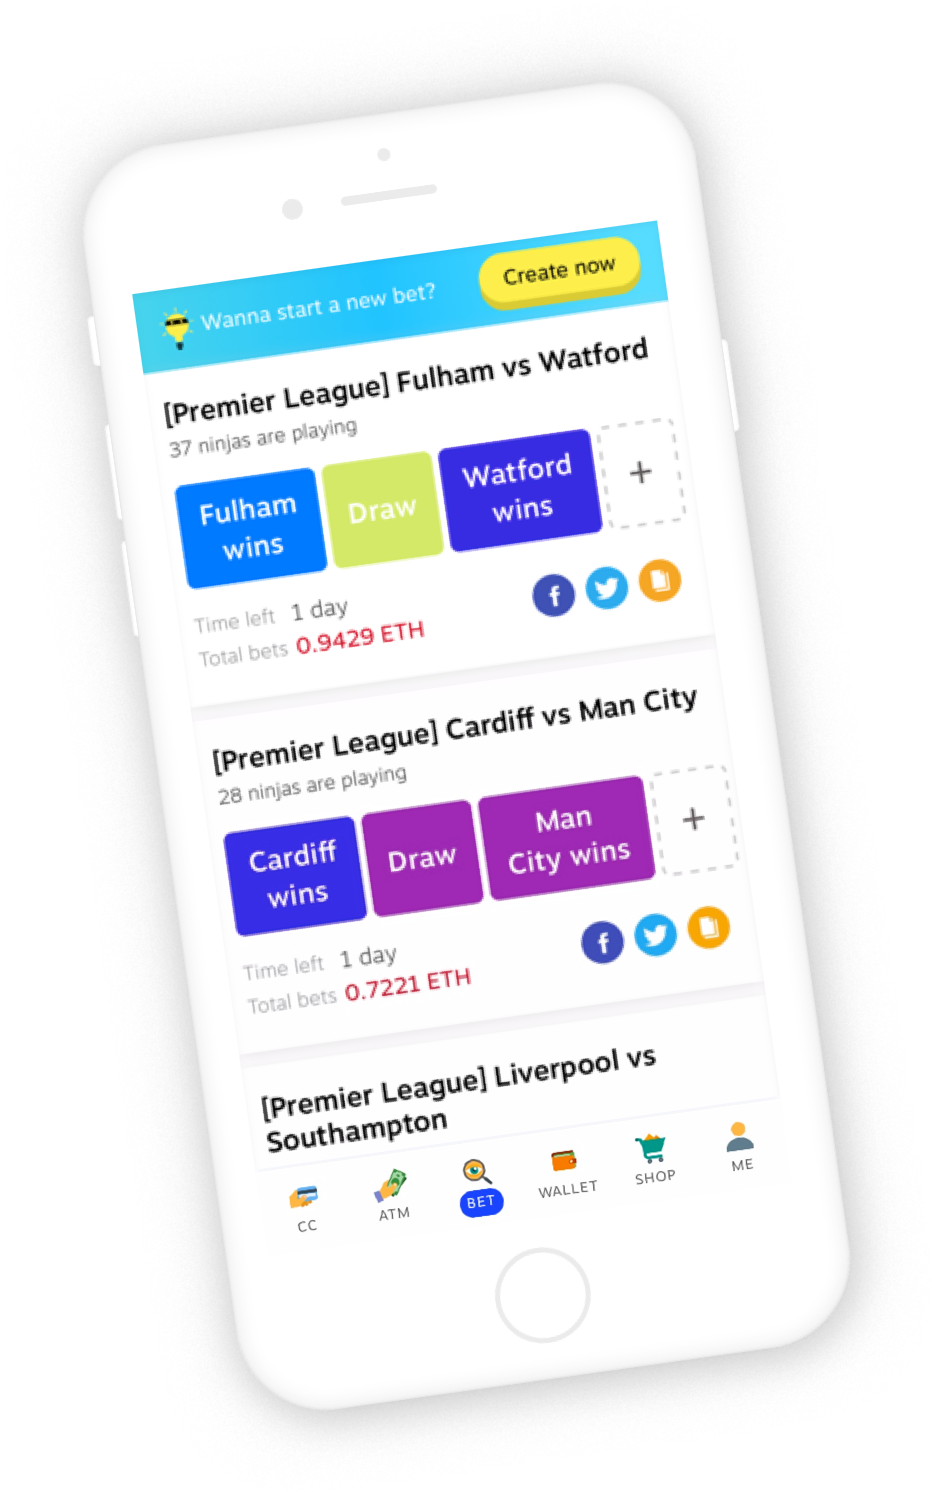 Wanna start a new bet?
Create now
[Premier League] Fulham vs Watford
37 ninjas are playing
Fulham
wins
Draw
Watford
wins
+
Time left 1 day
Total bets 0.9429 ETH
[Premier League] Cardiff vs Man City
28 ninjas are playing
Cardiff
wins
Draw
Man
City wins
+
Time left 1 day
Total bets 0.7221 ETH
[Premier League] Liverpool vs
Southampton
CC
ATM
BET
WALLET
SHOP
ME